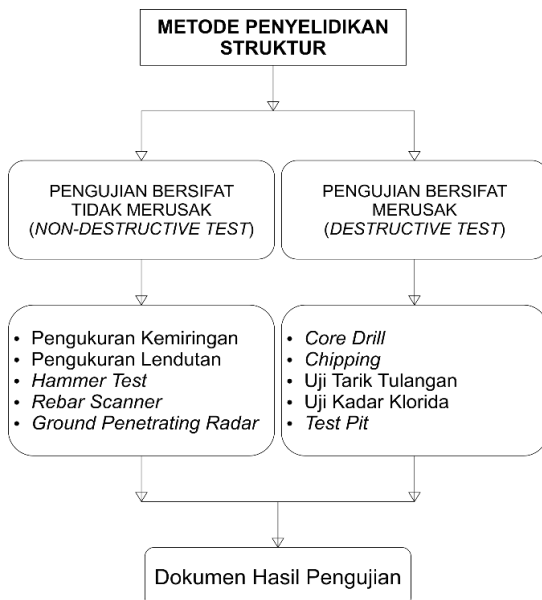 METODE PENYELIDIKAN
STRUKTUR
PENGUJIAN BERSIFAT
TIDAK MERUSAK
(NON-DESTRUCTIVE TEST)
PENGUJIAN BERSIFAT
MERUSAK
(DESTRUCTIVE TEST)
• Pengukuran Kemiringan
• Pengukuran Lendutan
• Hammer Test
• Rebar Scanner
• Ground Penetrating Radar
• Core Drill
• Chipping
• Uji Tarik Tulangan
• Uji Kadar Klorida
• Test Pit
Dokumen Hasil Pengujian